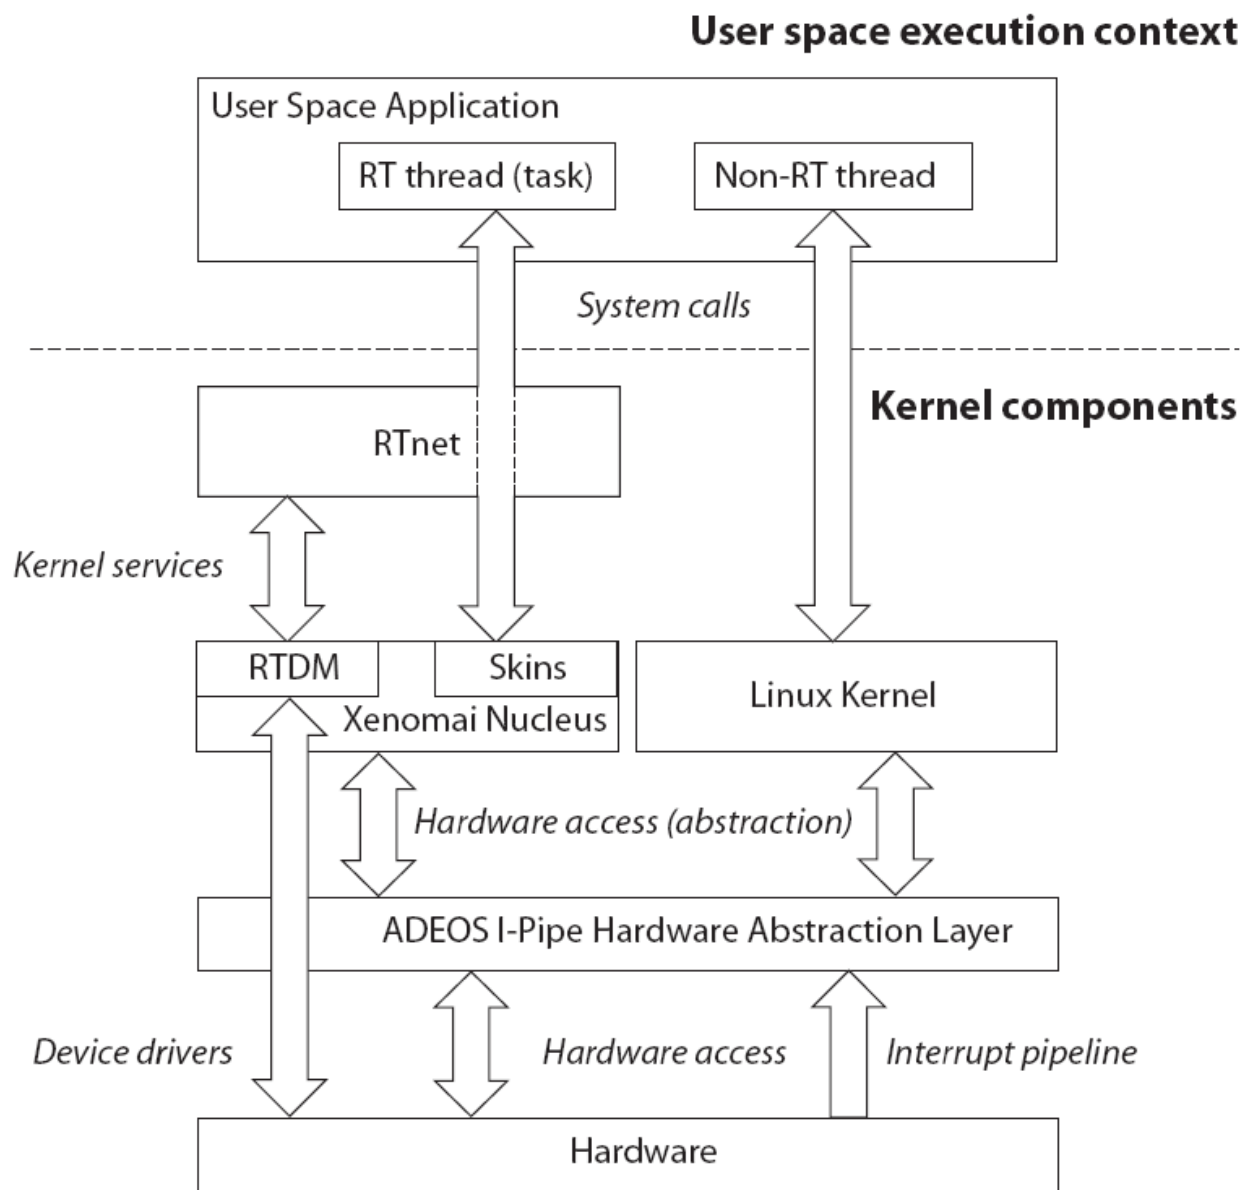 User space execution context
User Space Application
RT thread (task)
Non-RT thread
System calls
Kernel components
RTnet
Kernel services
RTDM
Skins
Xenomai Nucleus
Linux Kernel
Hardware access (abstraction)
ADEOS I-Pipe Hardware Abstraction Layer
Device drivers
Hardware access
Interrupt pipeline
Hardware